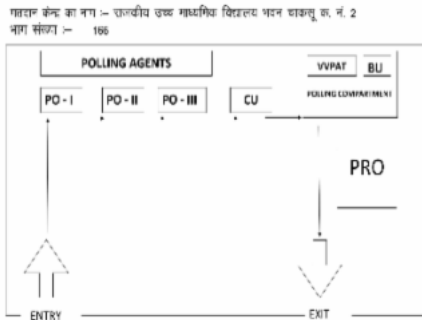 मतदान केन्द्र का नाम :– राजकीय उच्च माध्यमिक विद्यालय भवन चाकसू क. नं. 2
भाग संख्या :– 166
POLLING AGENTS
VVPAT BU
POLLING COMPARTMENT
PO - I PO - II PO - III CU
PRO
ENTRY EXIT